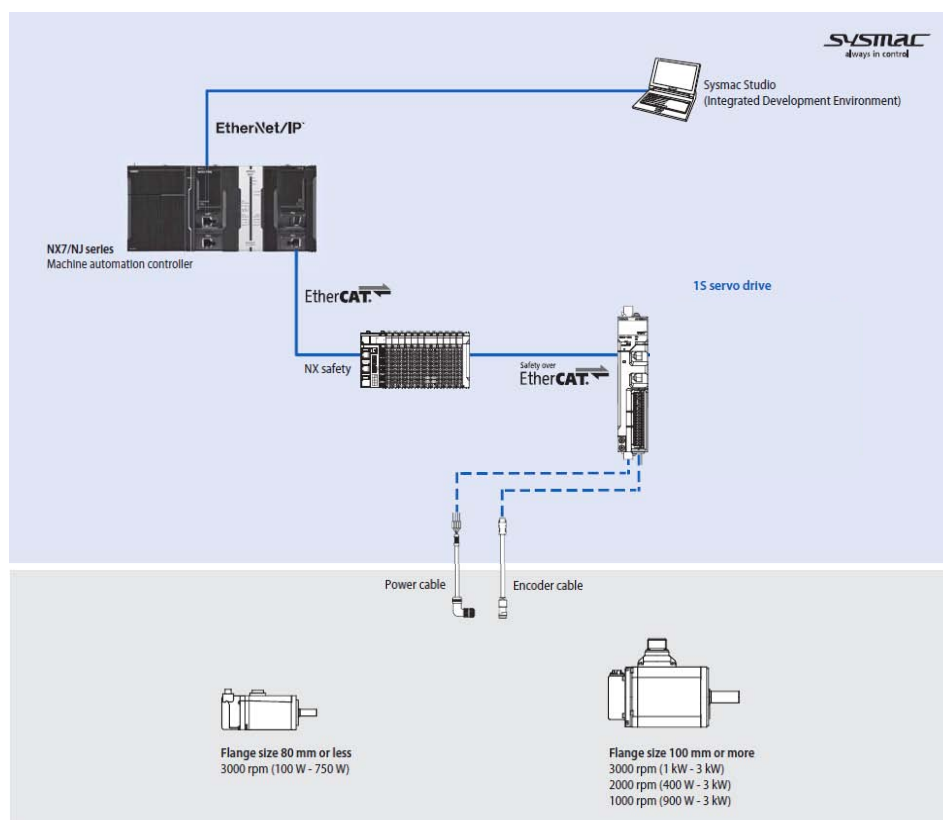 sysmac
always in control
Sysmac Studio
(Integrated Development Environment)
EtherNet/IP
NX7/NJ series
Machine automation controller
EtherCAT.
1S servo drive
NX safety
Safety over
EtherCAT.
Power cable
Encoder cable
Flange size 80 mm or less
3000 rpm (100 W - 750 W)
Flange size 100 mm or more
3000 rpm (1 kW - 3 kW)
2000 rpm (400 W - 3 kW)
1000 rpm (900 W - 3 kW)